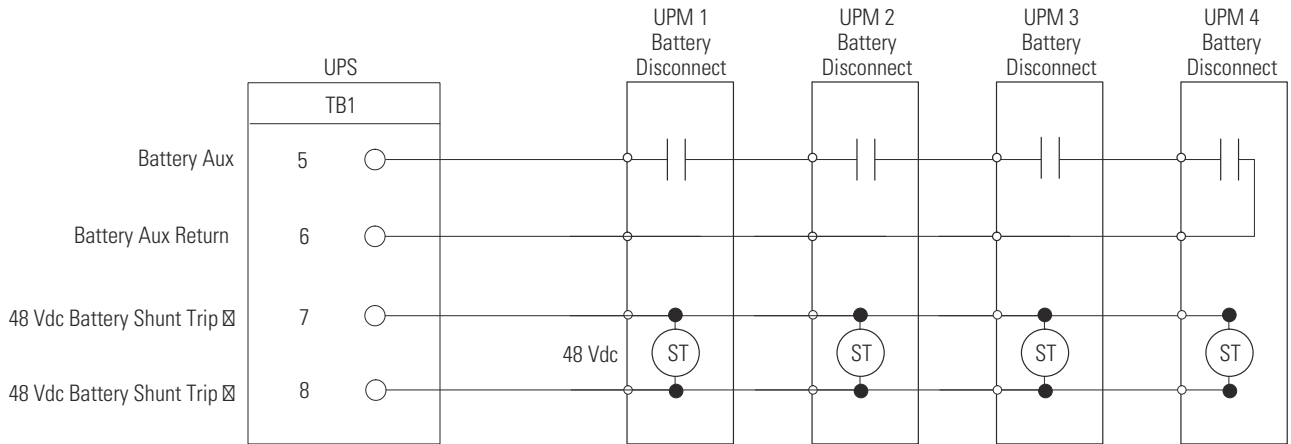 UPM 1
Battery
Disconnect
UPM 2
Battery
Disconnect
UPM 3
Battery
Disconnect
UPM 4
Battery
Disconnect
UPS
TB1
Battery Aux
5
Battery Aux Return
6
48 Vdc Battery Shunt Trip
7
48 Vdc
ST
ST
ST
ST
48 Vdc Battery Shunt Trip
8